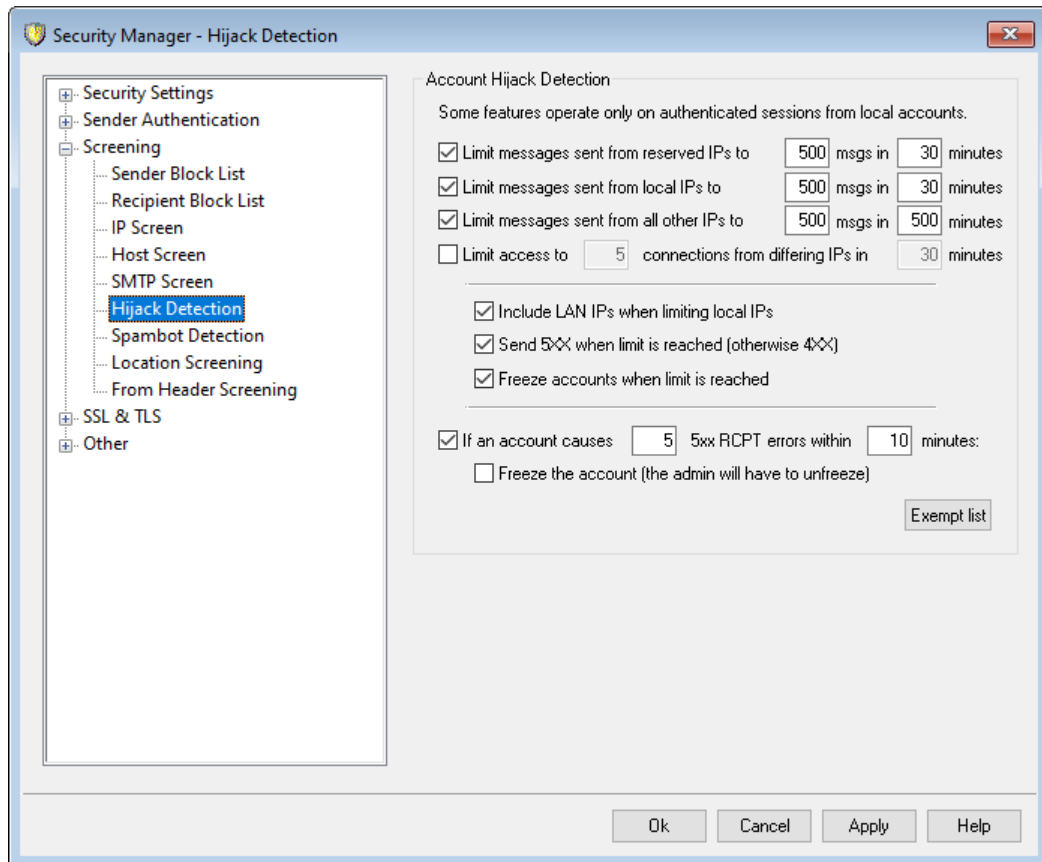 Security Manager - Hijack Detection
Security Settings
Sender Authentication
Screening
Sender Block List
Recipient Block List
IP Screen
Host Screen
SMTP Screen
Hijack Detection
Spambot Detection
Location Screening
From Header Screening
SSL & TLS
Other
Account Hijack Detection
Some features operate only on authenticated sessions from local accounts.
Limit messages sent from reserved IPs to 500 msgs in 30 minutes
Limit messages sent from local IPs to 500 msgs in 30 minutes
Limit messages sent from all other IPs to 500 msgs in 500 minutes
Limit access to 5 connections from differing IPs in 30 minutes
Include LAN IPs when limiting local IPs
Send 5XX when limit is reached (otherwise 4XX)
Freeze accounts when limit is reached
If an account causes 5 5xx RCPT errors within 10 minutes:
Freeze the account (the admin will have to unfreeze)
Exempt list
Ok Cancel Apply Help